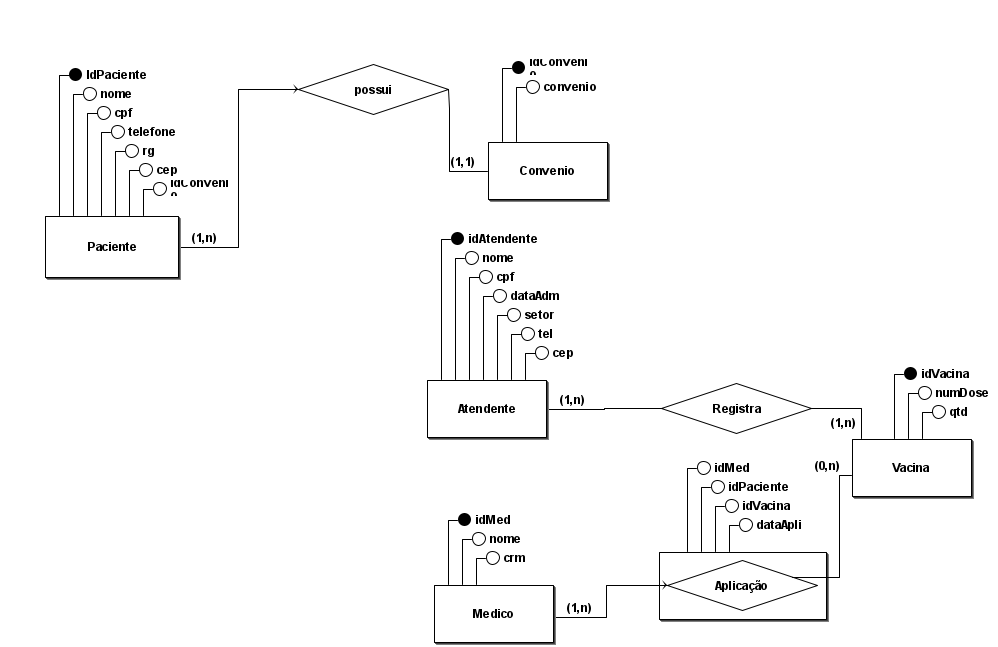 IdPaciente
nome
cpf
telefone
rg
cep
idConveni
o
Paciente
(1,n)
possui
(1,1)
idConveni
o
convenio
Convenio
idAtendente
nome
cpf
dataAdm
setor
tel
cep
Atendente
(1,n)
Registra
(1,n)
idVacina
numDose
qtd
Vacina
(0,n)
idMed
idPaciente
idVacina
dataApli
Aplicação
idMed
nome
crm
Medico
(1,n)